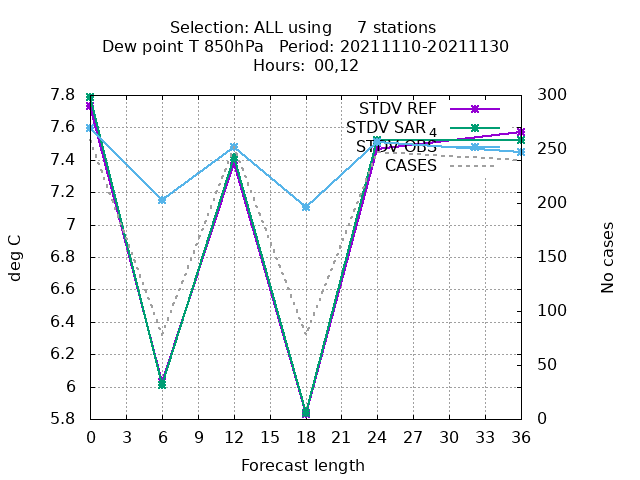 Selection: ALL using     7 stations
Dew point T 850hPa   Period: 20211110-20211130
Hours:  00,12
7.8
7.6
7.4
7.2
7
6.8
6.6
6.4
6.2
6
5.8
deg C
STDV REF
STDV SAR 4
STDV OBS
CASES
300
250
200
150
100
50
0
No cases
0 3 6 9 12 15 18 21 24 27 30 33 36
Forecast length